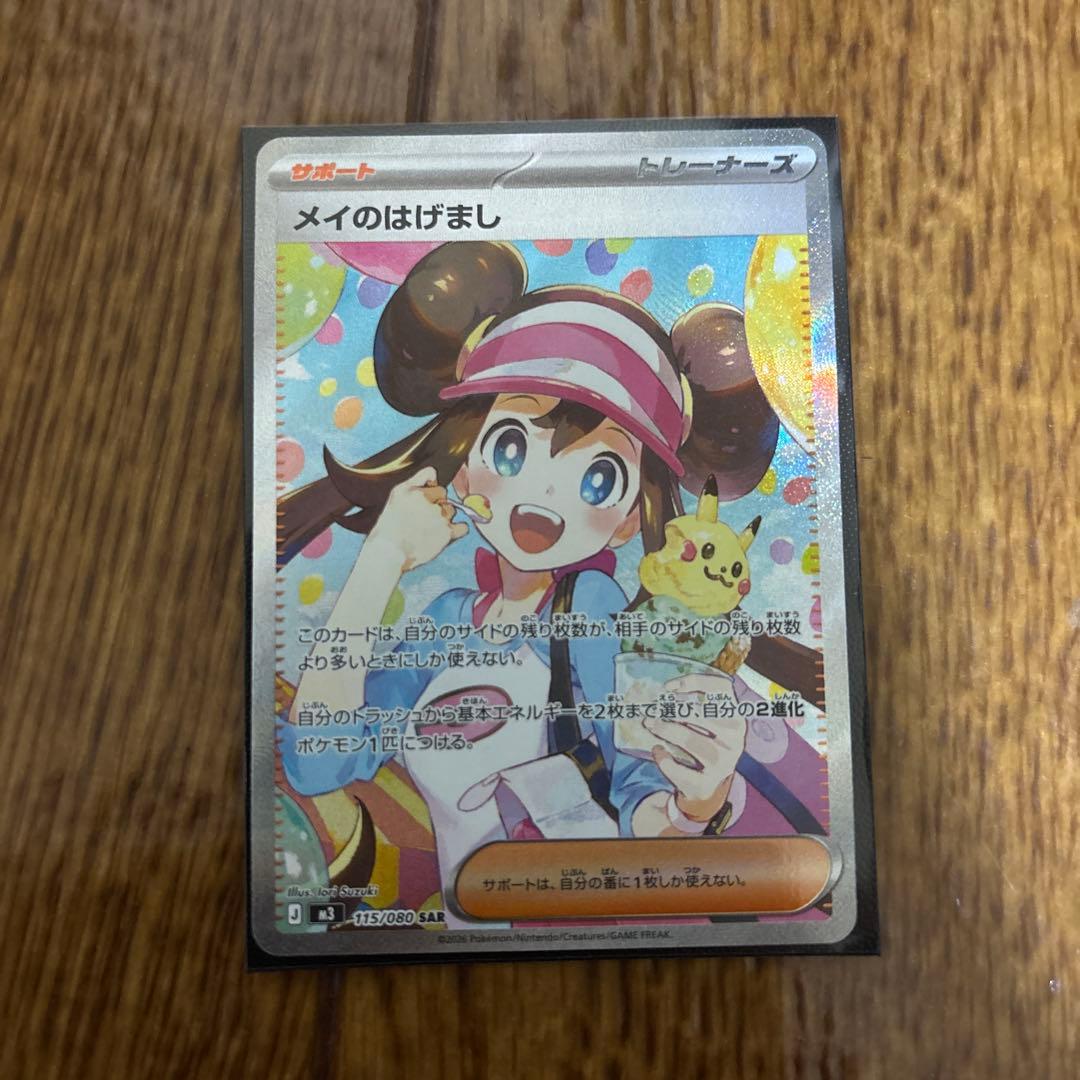 サポート トレーナーズ
メイのはげまし
このカードは、自分のサイドの残り枚数が、相手のサイドの残り枚数
より多いときにしか使えない。
自分のトラッシュから基本エネルギーを2枚まで選び、自分の2進化
ポケモン1匹につける。
サポートは、自分の番に1枚しか使えない。
Illus. Iori Suzuki
J M3 115/080 SAR
©2026 Pokémon/Nintendo/Creatures/GAME FREAK.